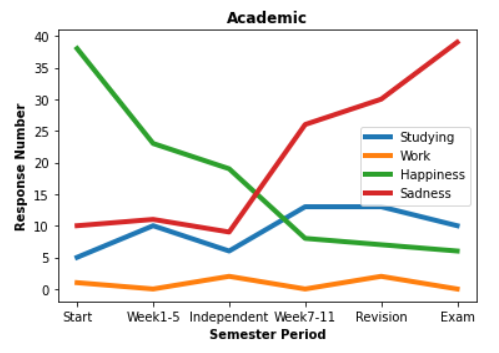 Academic
40
35
30
25
20
15
10
5
0
Response Number
Studying
Work
Happiness
Sadness
Start Week1-5 Independent Week7-11 Revision Exam
Semester Period